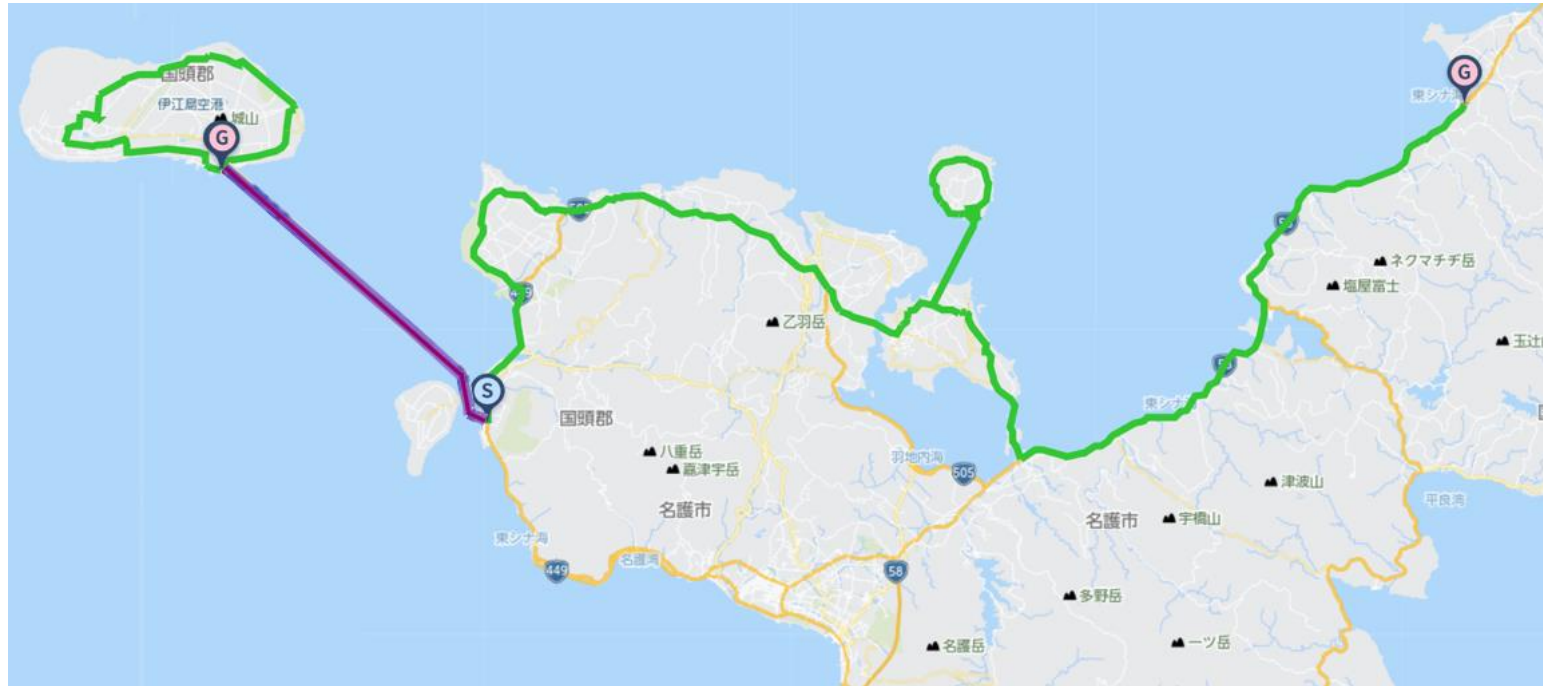 国頭郡
伊江島空港
城山
G
G
東シナ海
S
乙羽岳
ネクマチヂ岳
塩屋富士
玉辻山
国頭郡
八重岳
嘉津宇岳
名護市
羽地内海
505
東シナ海
津波山
平良湾
名護市
宇橋山
東シナ海
名護湾
449
58
多野岳
名護岳
一ツ岳